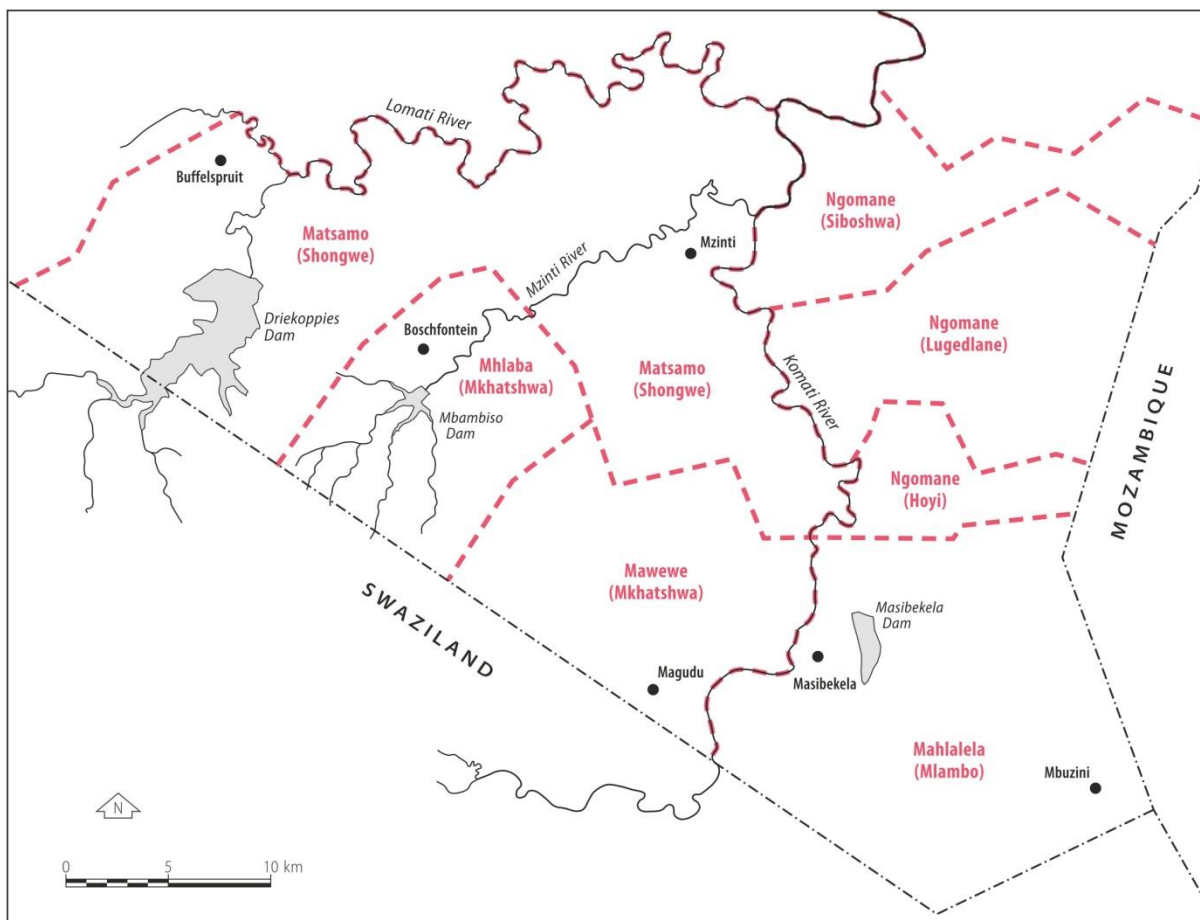 Lomati River
Buffelspruit
Ngomane
(Siboshwa)
Matsamo
(Shongwe)
Mzinti
Mzinti River
Driekoppies
Dam
Boschfontein
Ngomane
(Lugedlane)
Mhlaba
(Mkhatshwa)
Matsamo
(Shongwe)
Komati River
MOZAMBIQUE
Mbambiso
Dam
Ngomane
(Hoyi)
Mawewe
(Mkhatshwa)
SWAZILAND
Masibekela
Dam
Magudu
Masibekela
Mahlalela
(Mlambo)
Mbuzini
N
0 5 10 km